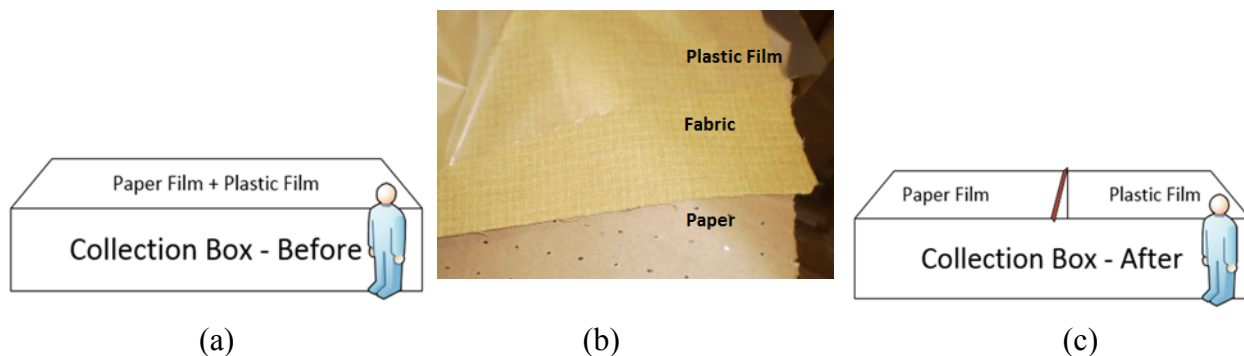 Paper Film + Plastic Film
Collection Box - Before
(a)
Plastic Film
Fabric
Paper
(b)
Paper Film
Plastic Film
Collection Box - After
(c)